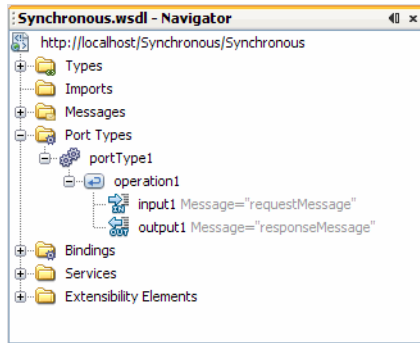 Synchronous.wsdl - Navigator
http://localhost/Synchronous/Synchronous
Types
Imports
Messages
Port Types
portType1
operation1
input1 Message="requestMessage"
output1 Message="responseMessage"
Bindings
Services
Extensibility Elements